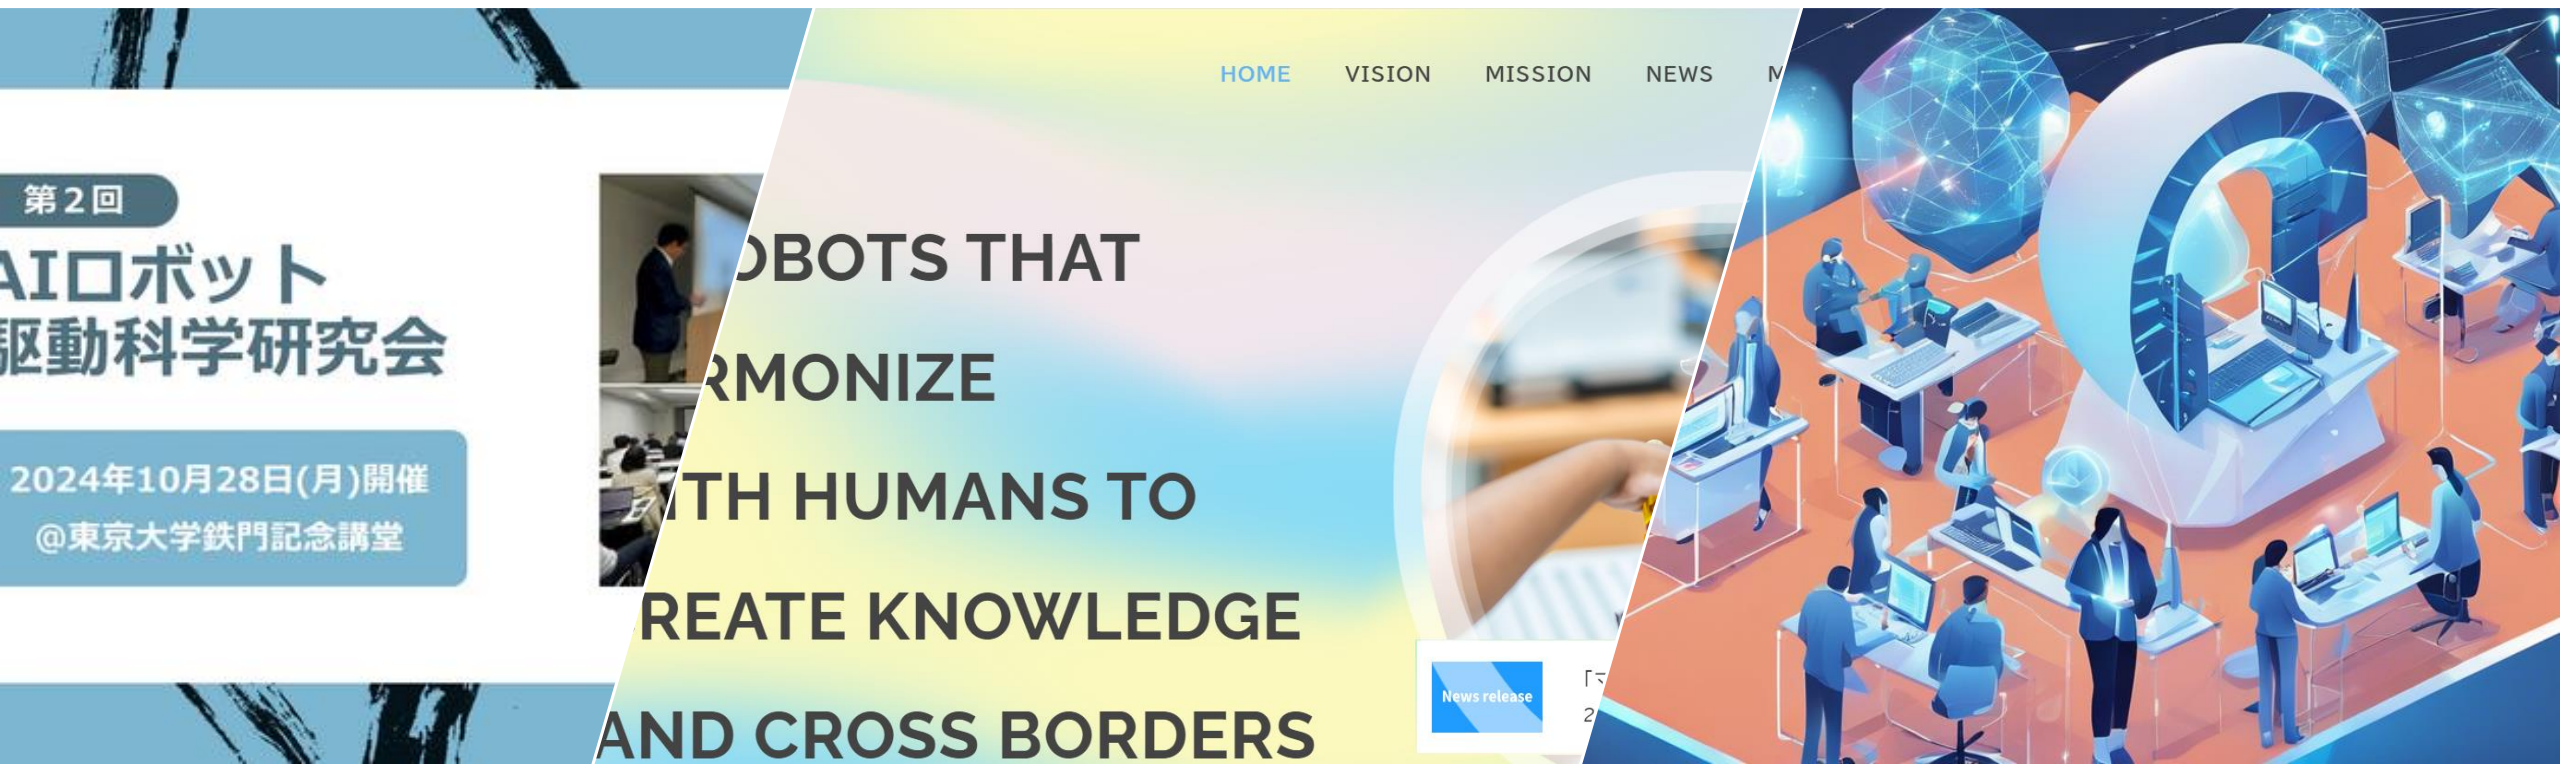 第2回
AIロボット
駆動科学研究会
2024年10月28日(月)開催
@東京大学鉄門記念講堂
HOME VISION MISSION NEWS M
OBOTS THAT
RMONIZE
ITH HUMANS TO
REATE KNOWLEDGE
AND CROSS BORDERS
News release
2